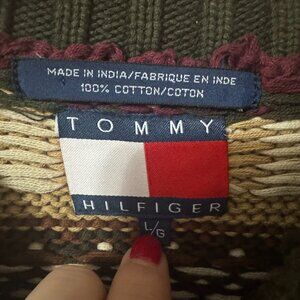 MADE IN INDIA/FABRIQUE EN INDE
100% COTTON/COTON
TOMMY
HILFIGER
L/G